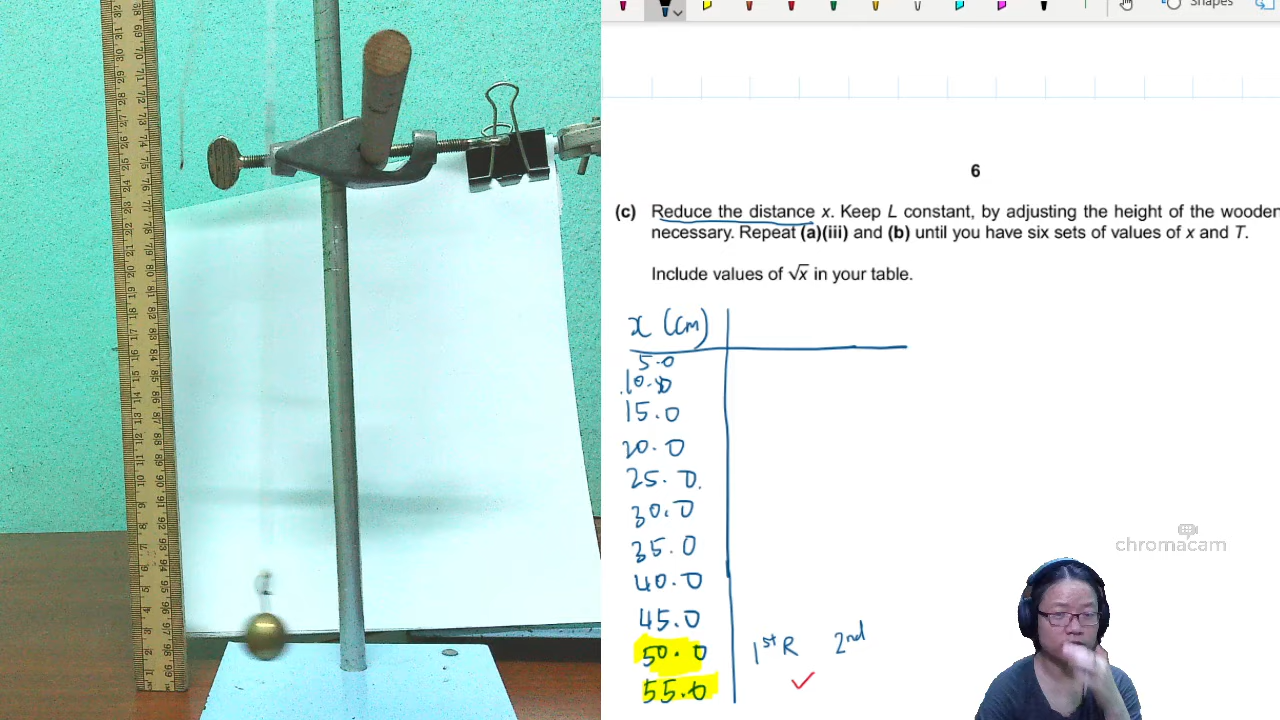 Shapes
6
(c) Reduce the distance x. Keep L constant, by adjusting the height of the wooden
necessary. Repeat (a)(iii) and (b) until you have six sets of values of x and T.
Include values of √x in your table.
x (cm)
5.0
10.0
15.0
20.0
25.0
30.0
35.0
40.0
45.0
50.0 1st R 2nd
55.0 ✓
chromacam